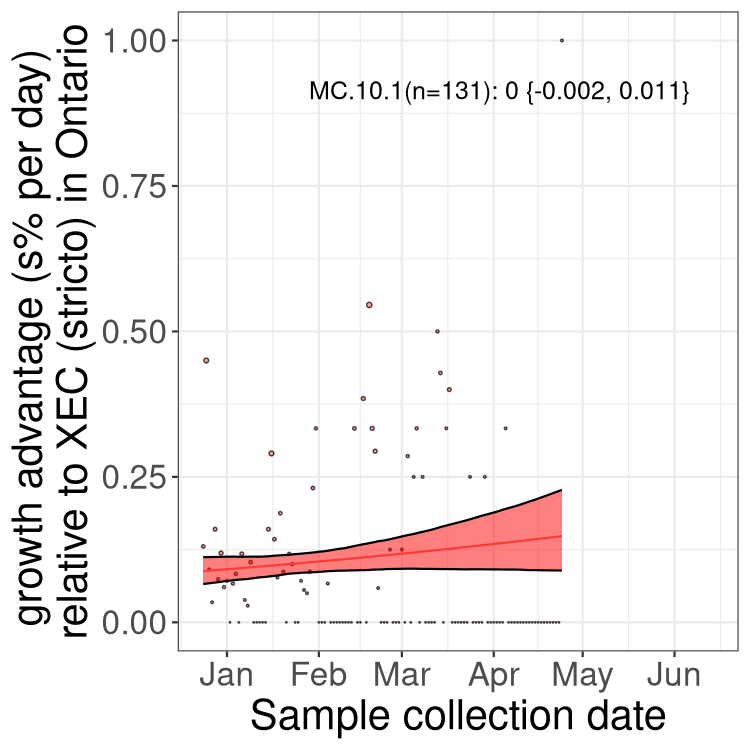 growth advantage (s% per day)
relative to XEC (stricto) in Ontario
1.00
0.75
0.50
0.25
0.00
MC.10.1(n=131): 0 {-0.002, 0.011}
Jan Feb Mar Apr May Jun
Sample collection date